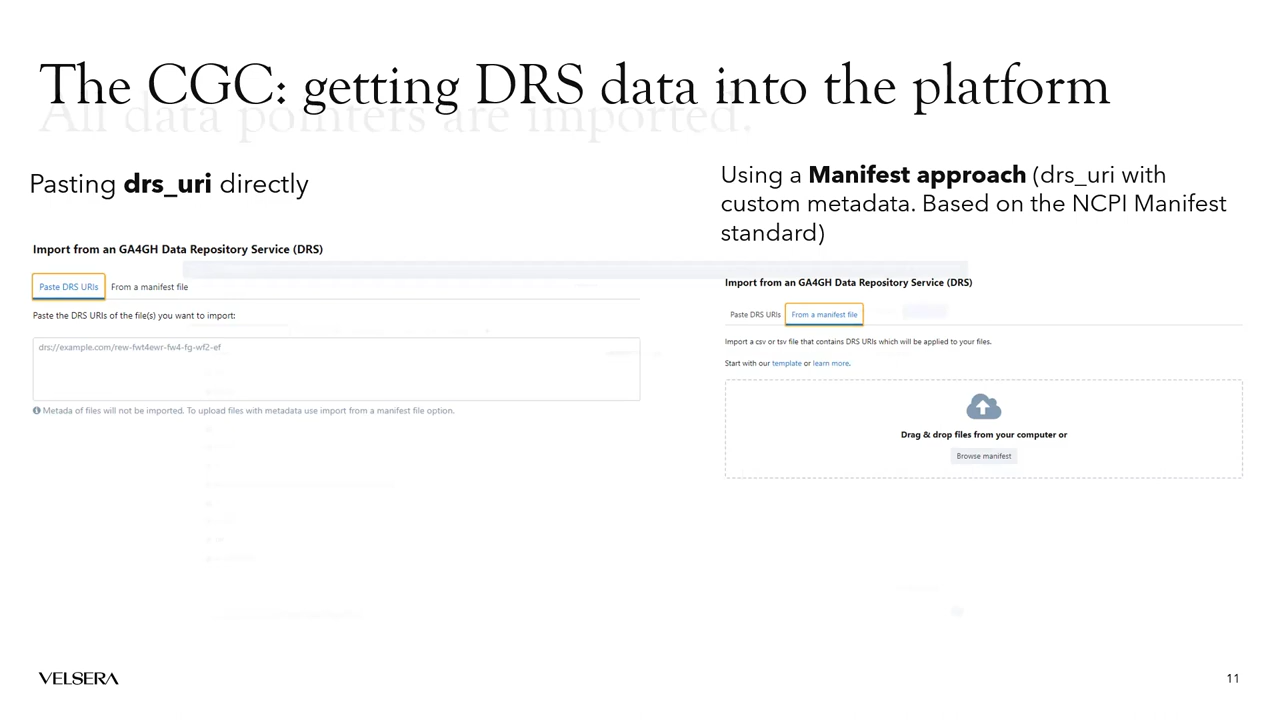 The CGC: getting DRS data into the platform
All data pointers are imported.
Pasting drs_uri directly
Import from an GA4GH Data Repository Service (DRS)
Paste DRS URIs From a manifest file
Paste the DRS URIs of the file(s) you want to import:
drs://example.com/rew-fwt4ewr-fw4-fg-wf2-ef
Metada of files will not be imported. To upload files with metadata use import from a manifest file option.
Using a Manifest approach (drs_uri with
custom metadata. Based on the NCPI Manifest
standard)
Import from an GA4GH Data Repository Service (DRS)
Paste DRS URIs From a manifest file
Import a csv or tsv file that contains DRS URIs which will be applied to your files.
Start with our template or learn more.
Drag & drop files from your computer or
Browse manifest
VELSERA
11